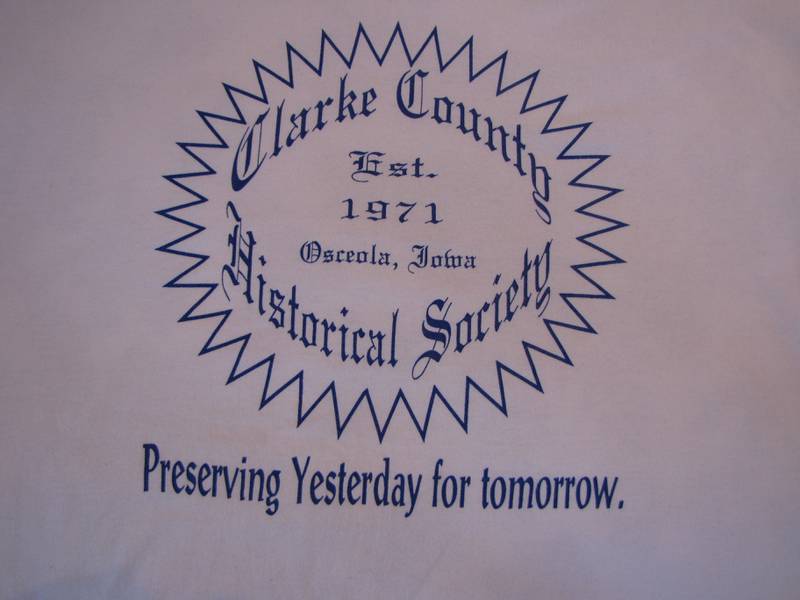 Clarke County
Est.
1971
Osceola, Iowa
Historical Society
Preserving Yesterday for tomorrow.